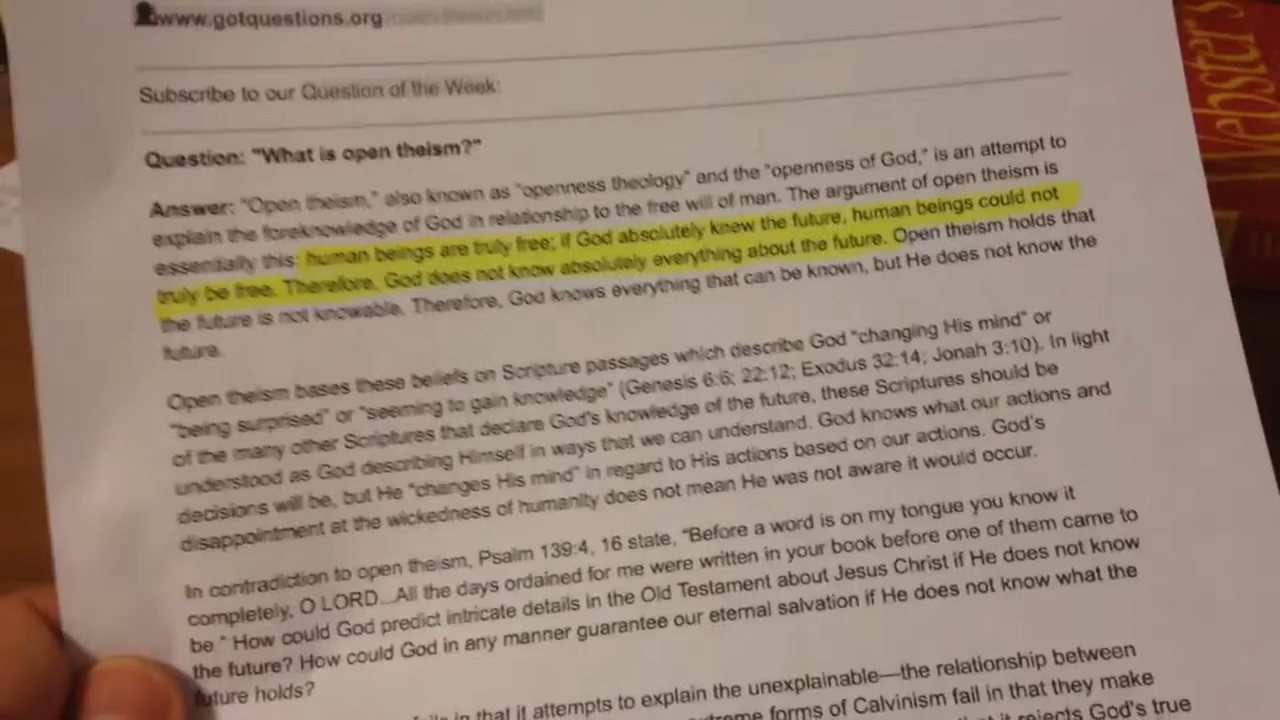 www.gotquestions.org
Subscribe to our Question of the Week:
Question: "What is open theism?"
Answer: "Open theism," also known as "openness theology" and the "openness of God," is an attempt to
explain the foreknowledge of God in relationship to the free will of man. The argument of open theism is
essentially this: human beings are truly free; if God absolutely knew the future, human beings could not
truly be free. Therefore, God does not know absolutely everything about the future. Open theism holds that
the future is not knowable. Therefore, God knows everything that can be known, but He does not know the
future.
Open theism bases these beliefs on Scripture passages which describe God "changing His mind" or
"being surprised" or "seeming to gain knowledge" (Genesis 6:6; 22:12; Exodus 32:14; Jonah 3:10). In light
of the many other Scriptures that declare God's knowledge of the future, these Scriptures should be
understood as God describing Himself in ways that we can understand. God knows what our actions and
decisions will be, but He "changes His mind" in regard to His actions based on our actions. God's
disappointment at the wickedness of humanity does not mean He was not aware it would occur.
In contradiction to open theism, Psalm 139:4, 16 state, "Before a word is on my tongue you know it
completely, O LORD...All the days ordained for me were written in your book before one of them came to
be." How could God predict intricate details in the Old Testament about Jesus Christ if He does not know
the future? How could God in any manner guarantee our eternal salvation if He does not know what the
future holds?
in that it attempts to explain the unexplainable—the relationship between
forms of Calvinism fail in that they make
it rejects God's true
Webster's